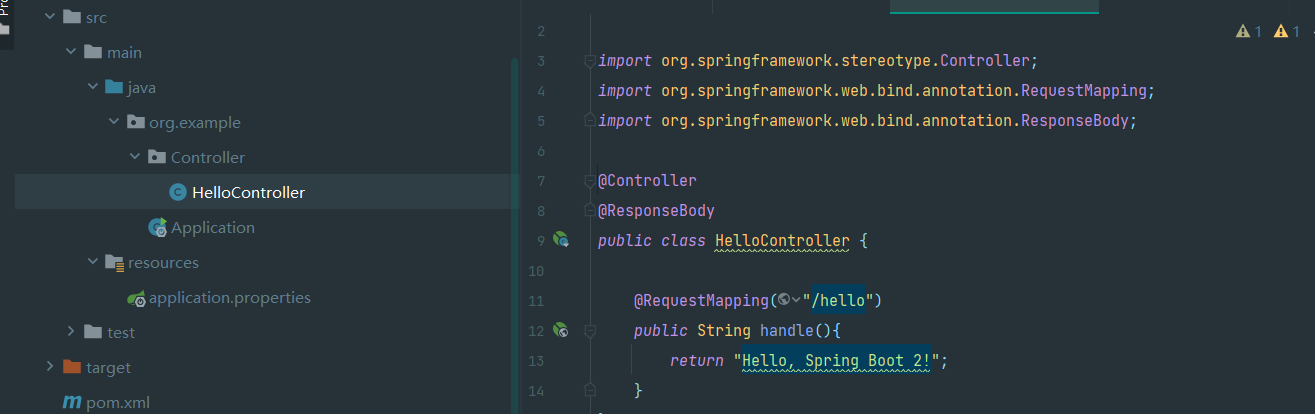 Pro
src
main
java
org.example
Controller
HelloController
Application
resources
application.properties
test
target
pom.xml
1 1
2
3 import org.springframework.stereotype.Controller;
4 import org.springframework.web.bind.annotation.RequestMapping;
5 import org.springframework.web.bind.annotation.ResponseBody;
6
7 @Controller
8 @ResponseBody
9 public class HelloController {
10
11 @RequestMapping("/hello")
12 public String handle(){
13 return "Hello, Spring Boot 2!";
14 }